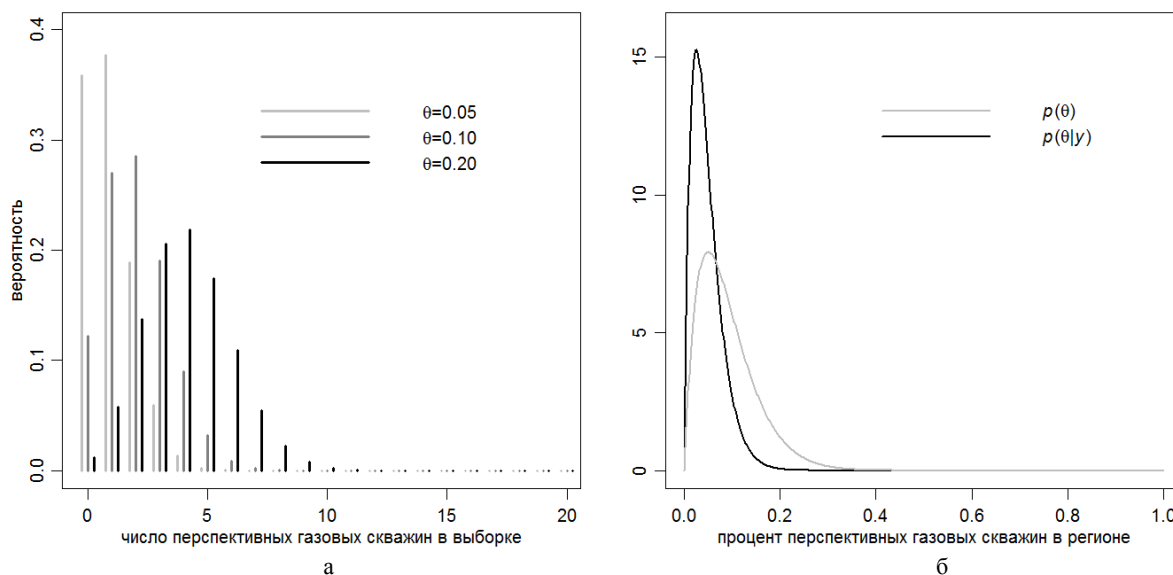 0.4
0.3
0.2
0.1
0.0
вероятность
θ=0.05
θ=0.10
θ=0.20
0 5 10 15 20
число перспективных газовых скважин в выборке
а
15
10
5
0
p(θ)
p(θ|y)
0.0 0.2 0.4 0.6 0.8 1.0
процент перспективных газовых скважин в регионе
б